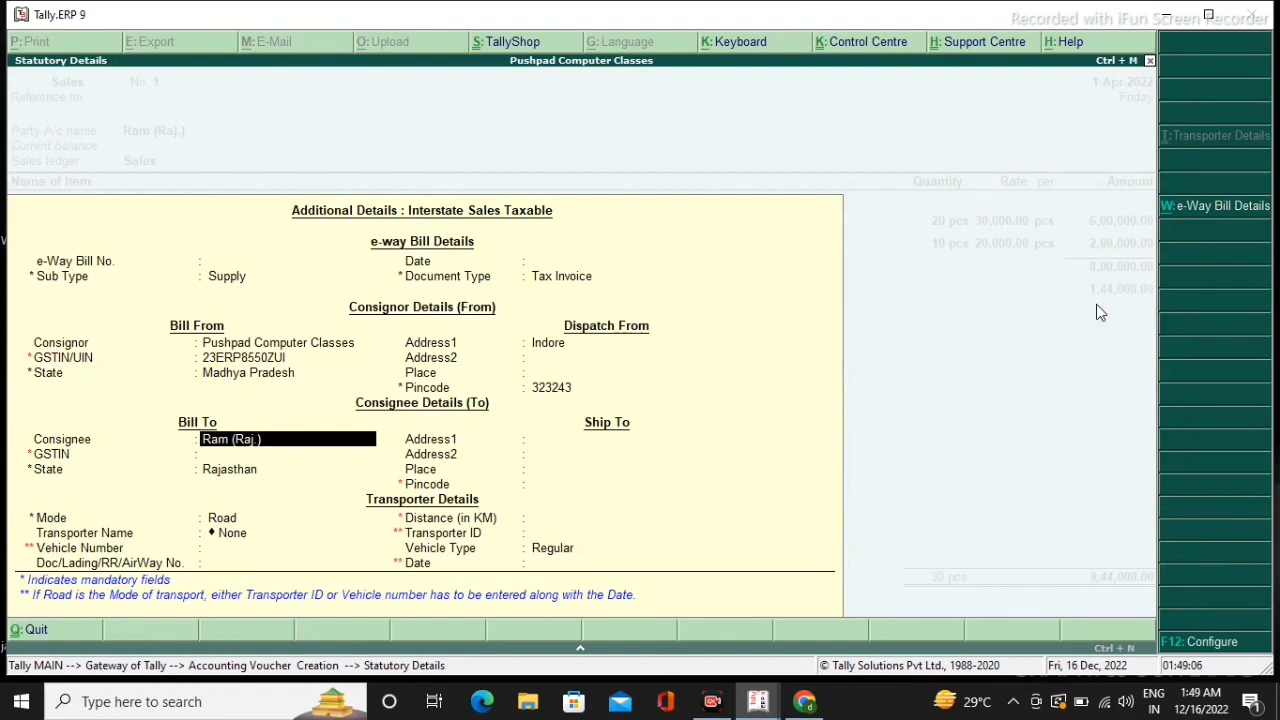 Tally.ERP 9
Recorded with iFun Screen Recorder
P: Print E: Export M: E-Mail O: Upload S: TallyShop G: Language K: Keyboard K: Control Centre H: Support Centre H: Help
Statutory Details Pushpad Computer Classes Ctrl + M
Sales No. 1 1-Apr-2022
Reference no. Friday
Party A/c name : Ram (Raj.)
T: Transporter Details
Current balance :
Sales ledger : Sales
Name of Item Quantity Rate per Amount
W: e-Way Bill Details
Additional Details : Interstate Sales Taxable
20 pcs 30,000.00 pcs 6,00,000.00
e-way Bill Details
10 pcs 20,000.00 pcs 2,00,000.00
e-Way Bill No. : Date :
8,00,000.00
* Sub Type : Supply * Document Type : Tax Invoice
1,44,000.00
Consignor Details (From)
Bill From Dispatch From
Consignor : Pushpad Computer Classes Address1 : Indore
* GSTIN/UIN : 23ERP8550ZUI Address2 :
* State : Madhya Pradesh Place :
* Pincode : 323243
Consignee Details (To)
Bill To Ship To
Consignee : Ram (Raj.) Address1 :
* GSTIN : Address2 :
* State : Rajasthan Place :
* Pincode :
Transporter Details
* Mode : Road * Distance (in KM) :
Transporter Name : ♦ None ** Transporter ID :
** Vehicle Number : Vehicle Type : Regular
Doc/Lading/RR/AirWay No. : ** Date :
30 pcs 9,44,000.00
* Indicates mandatory fields
** If Road is the Mode of transport, either Transporter ID or Vehicle number has to be entered along with the Date.
Q: Quit
F12: Configure
Ctrl + N
Tally MAIN --> Gateway of Tally --> Accounting Voucher Creation --> Statutory Details © Tally Solutions Pvt Ltd., 1988-2020 Fri, 16 Dec, 2022 01:49:06
Type here to search 29°C ENG IN 1:49 AM 12/16/2022 1